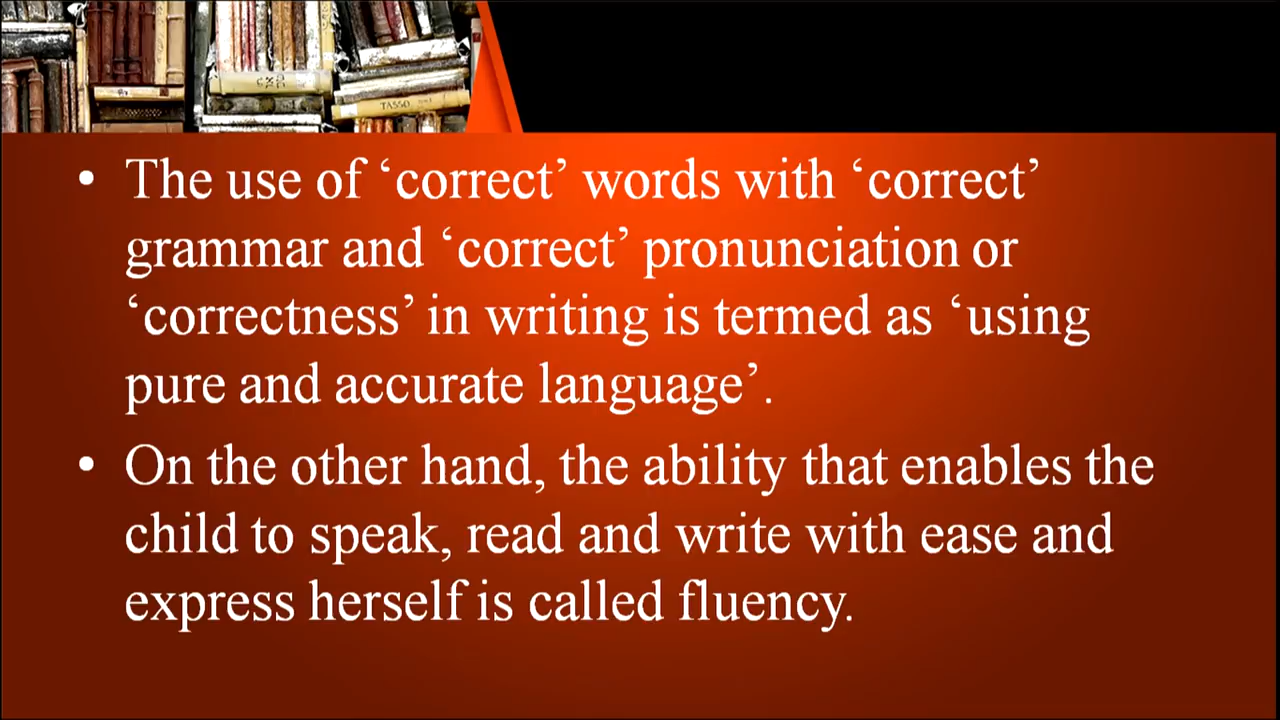 TASSO
• The use of ‘correct’ words with ‘correct’
grammar and ‘correct’ pronunciation or
‘correctness’ in writing is termed as ‘using
pure and accurate language’.
• On the other hand, the ability that enables the
child to speak, read and write with ease and
express herself is called fluency.